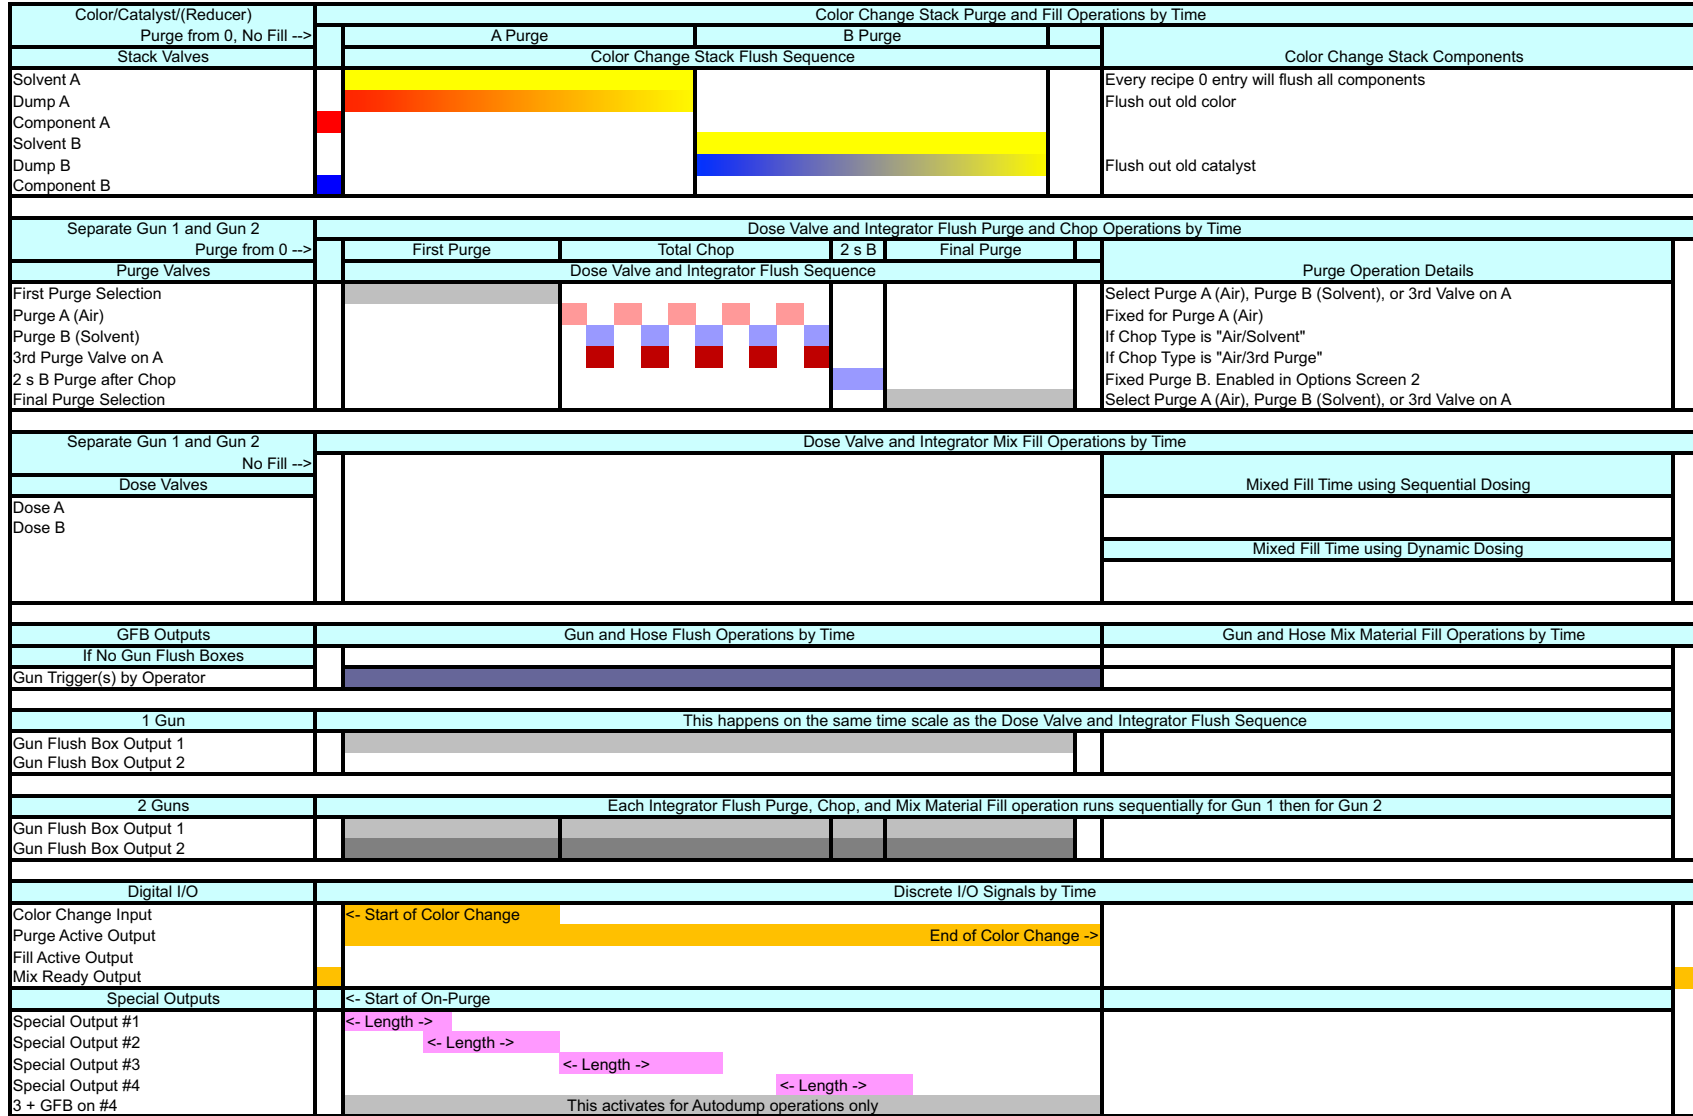 Color/Catalyst/(Reducer)
Color Change Stack Purge and Fill Operations by Time
Purge from 0, No Fill -->
A Purge
B Purge
Stack Valves
Color Change Stack Flush Sequence
Color Change Stack Components
Solvent A
Every recipe 0 entry will flush all components
Dump A
Flush out old color
Component A
Solvent B
Dump B
Flush out old catalyst
Component B
Separate Gun 1 and Gun 2
Dose Valve and Integrator Flush Purge and Chop Operations by Time
Purge from 0 -->
First Purge
Total Chop
2 s B
Final Purge
Purge Valves
Dose Valve and Integrator Flush Sequence
Purge Operation Details
First Purge Selection
Select Purge A (Air), Purge B (Solvent), or 3rd Valve on A
Purge A (Air)
Fixed for Purge A (Air)
Purge B (Solvent)
If Chop Type is "Air/Solvent"
3rd Purge Valve on A
If Chop Type is "Air/3rd Purge"
2 s B Purge after Chop
Fixed Purge B. Enabled in Options Screen 2
Final Purge Selection
Select Purge A (Air), Purge B (Solvent), or 3rd Valve on A
Separate Gun 1 and Gun 2
Dose Valve and Integrator Mix Fill Operations by Time
No Fill -->
Dose Valves
Mixed Fill Time using Sequential Dosing
Dose A
Dose B
Mixed Fill Time using Dynamic Dosing
GFB Outputs
Gun and Hose Flush Operations by Time
Gun and Hose Mix Material Fill Operations by Time
If No Gun Flush Boxes
Gun Trigger(s) by Operator
1 Gun
This happens on the same time scale as the Dose Valve and Integrator Flush Sequence
Gun Flush Box Output 1
Gun Flush Box Output 2
2 Guns
Each Integrator Flush Purge, Chop, and Mix Material Fill operation runs sequentially for Gun 1 then for Gun 2
Gun Flush Box Output 1
Gun Flush Box Output 2
Digital I/O
Discrete I/O Signals by Time
Color Change Input
<- Start of Color Change
Purge Active Output
End of Color Change ->
Fill Active Output
Mix Ready Output
Special Outputs
<- Start of On-Purge
Special Output #1
<- Length ->
Special Output #2
<- Length ->
Special Output #3
<- Length ->
Special Output #4
<- Length ->
3 + GFB on #4
This activates for Autodump operations only